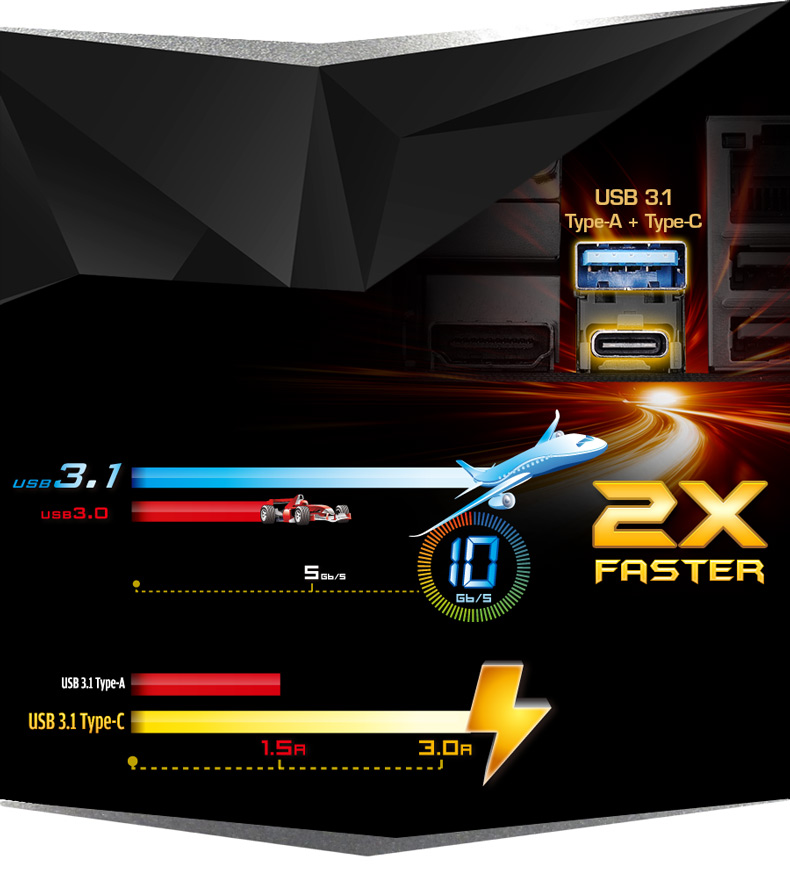 USB 3.1
Type-A + Type-C
USB 3.1
USB 3.0
2X
FASTER
5Gb/s
10
Gb/s
USB 3.1 Type-A
USB 3.1 Type-C
1.5A
3.0A